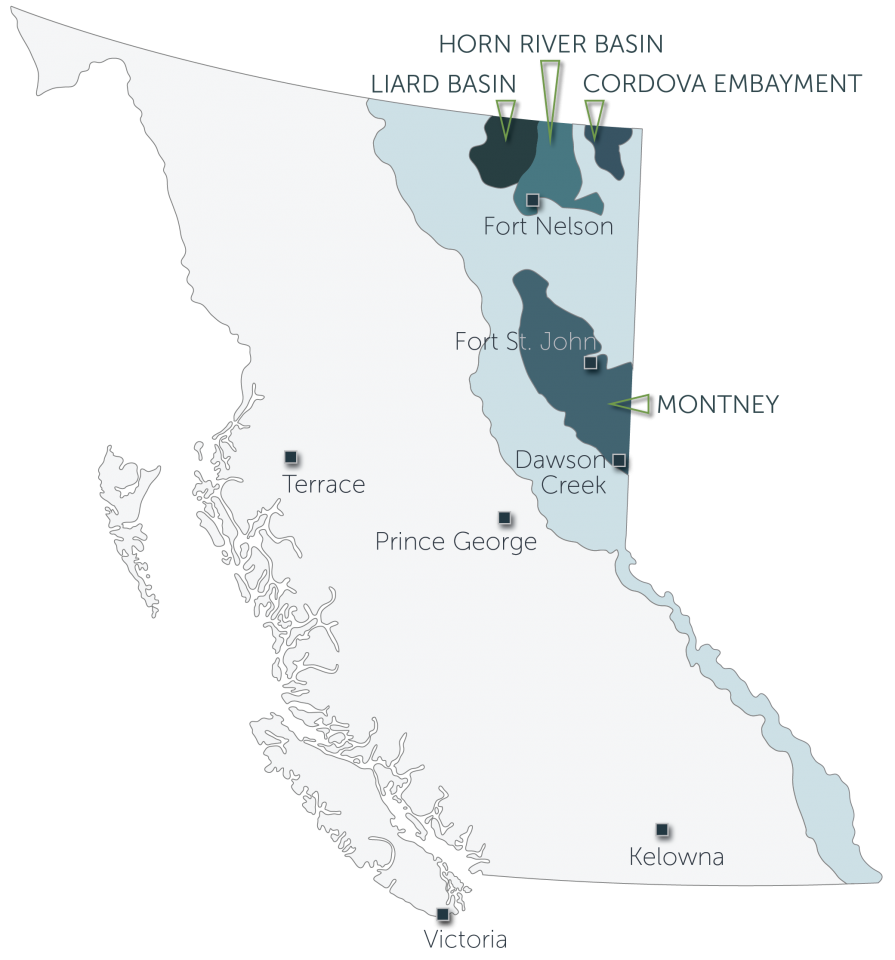 HORN RIVER BASIN
LIARD BASIN
CORDOVA EMBAYMENT
Fort Nelson
Fort St. John
MONTNEY
Dawson
Creek
Terrace
Prince George
Kelowna
Victoria